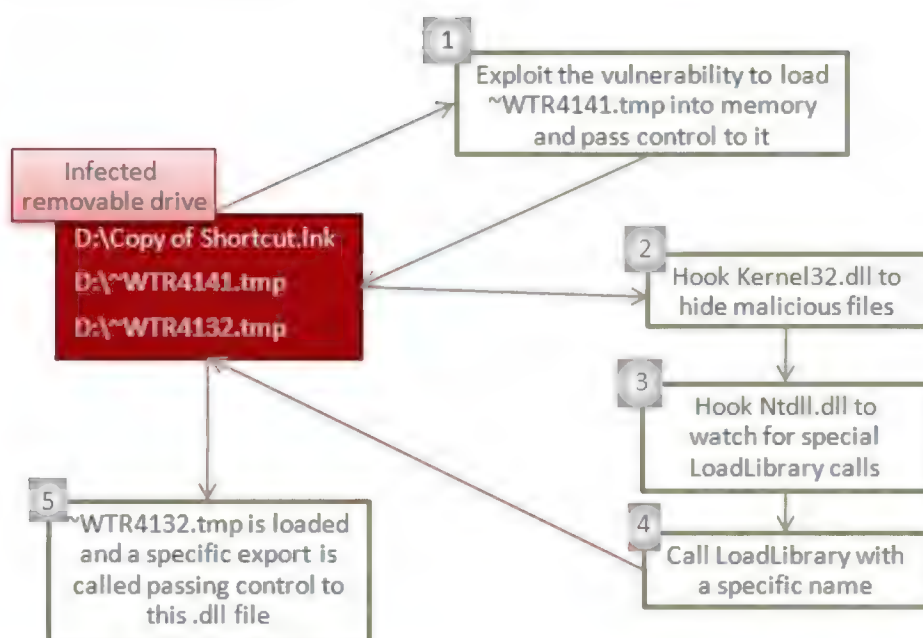 1
Exploit the vulnerability to load
~WTR4141.tmp into memory
and pass control to it
Infected
removable drive
D:\Copy of Shortcut.lnk
D:\~WTR4141.tmp
D:\~WTR4132.tmp
2
Hook Kernel32.dll to
hide malicious files
3
Hook Ntdll.dll to
watch for special
LoadLibrary calls
4
Call LoadLibrary with
a specific name
5
~WTR4132.tmp is loaded
and a specific export is
called passing control to
this .dll file